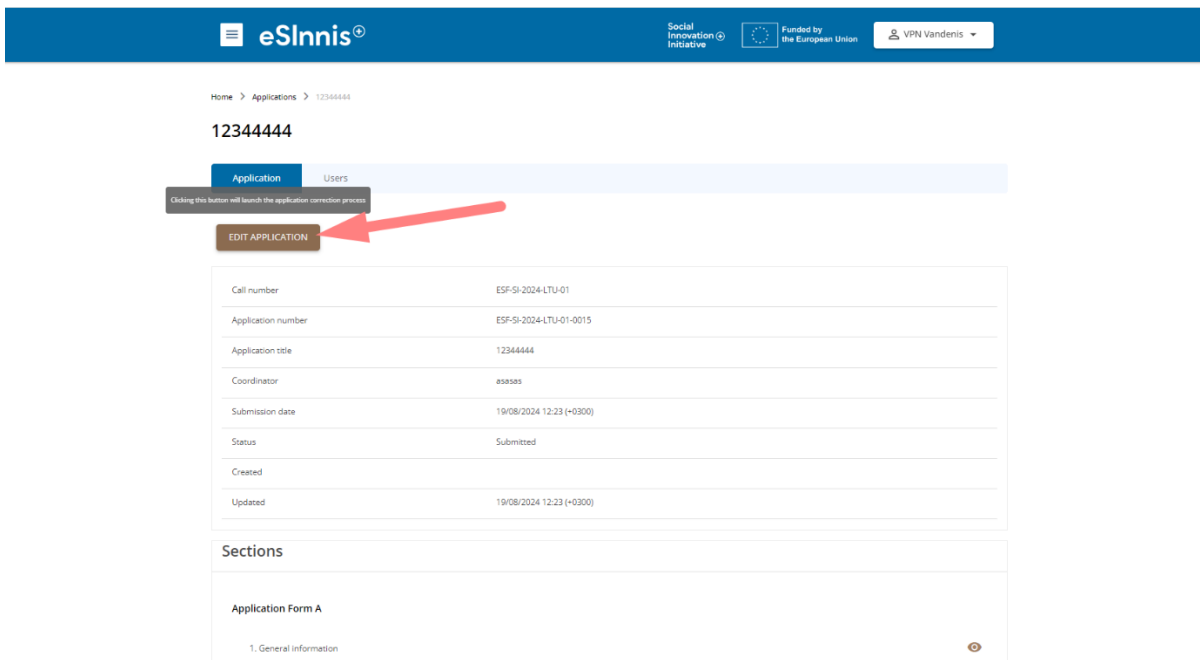 eSInnis
Social
Innovation
Initiative
Funded by
the European Union
VPN Vandenis
Home > Applications > 12344444
12344444
Application Users
Clicking this button will launch the application correction process
EDIT APPLICATION
Call number ESF-SI-2024-LTU-01
Application number ESF-SI-2024-LTU-01-0015
Application title 12344444
Coordinator asasas
Submission date 19/08/2024 12:23 (+0300)
Status Submitted
Created
Updated 19/08/2024 12:23 (+0300)
Sections
Application Form A
1. General information